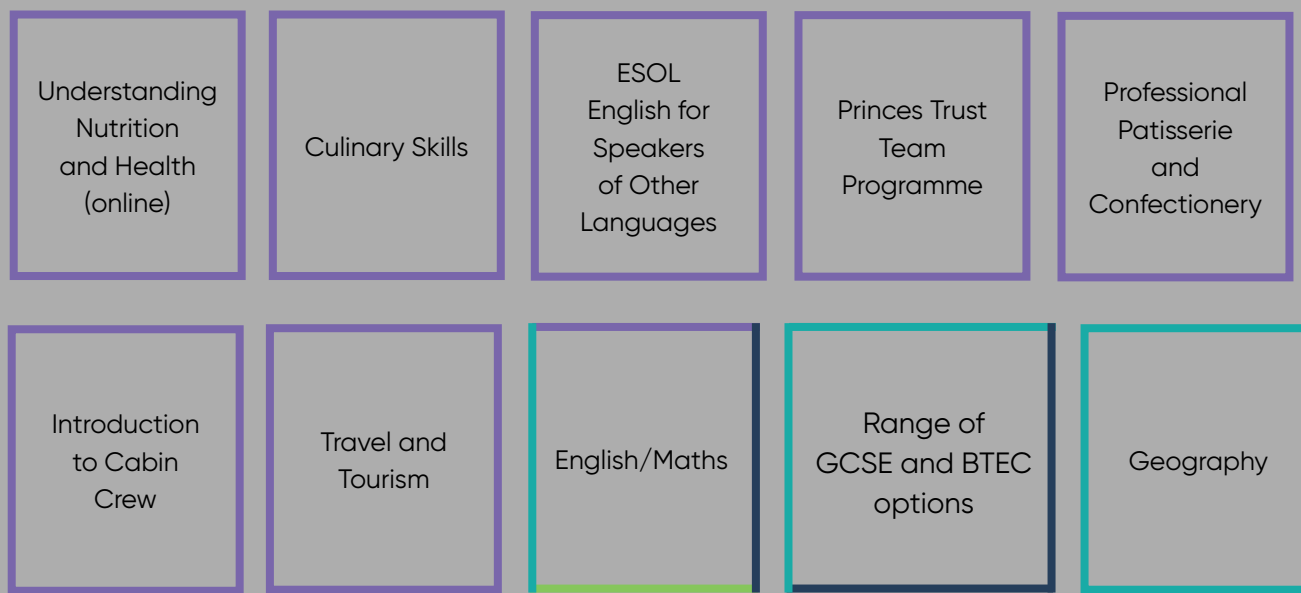 Understanding
Nutrition
and Health
(online)
Culinary Skills
ESOL
English for
Speakers
of Other
Languages
Princes Trust
Team
Programme
Professional
Patisserie
and
Confectionery
Introduction
to Cabin
Crew
Travel and
Tourism
English/Maths
Range of
GCSE and BTEC
options
Geography